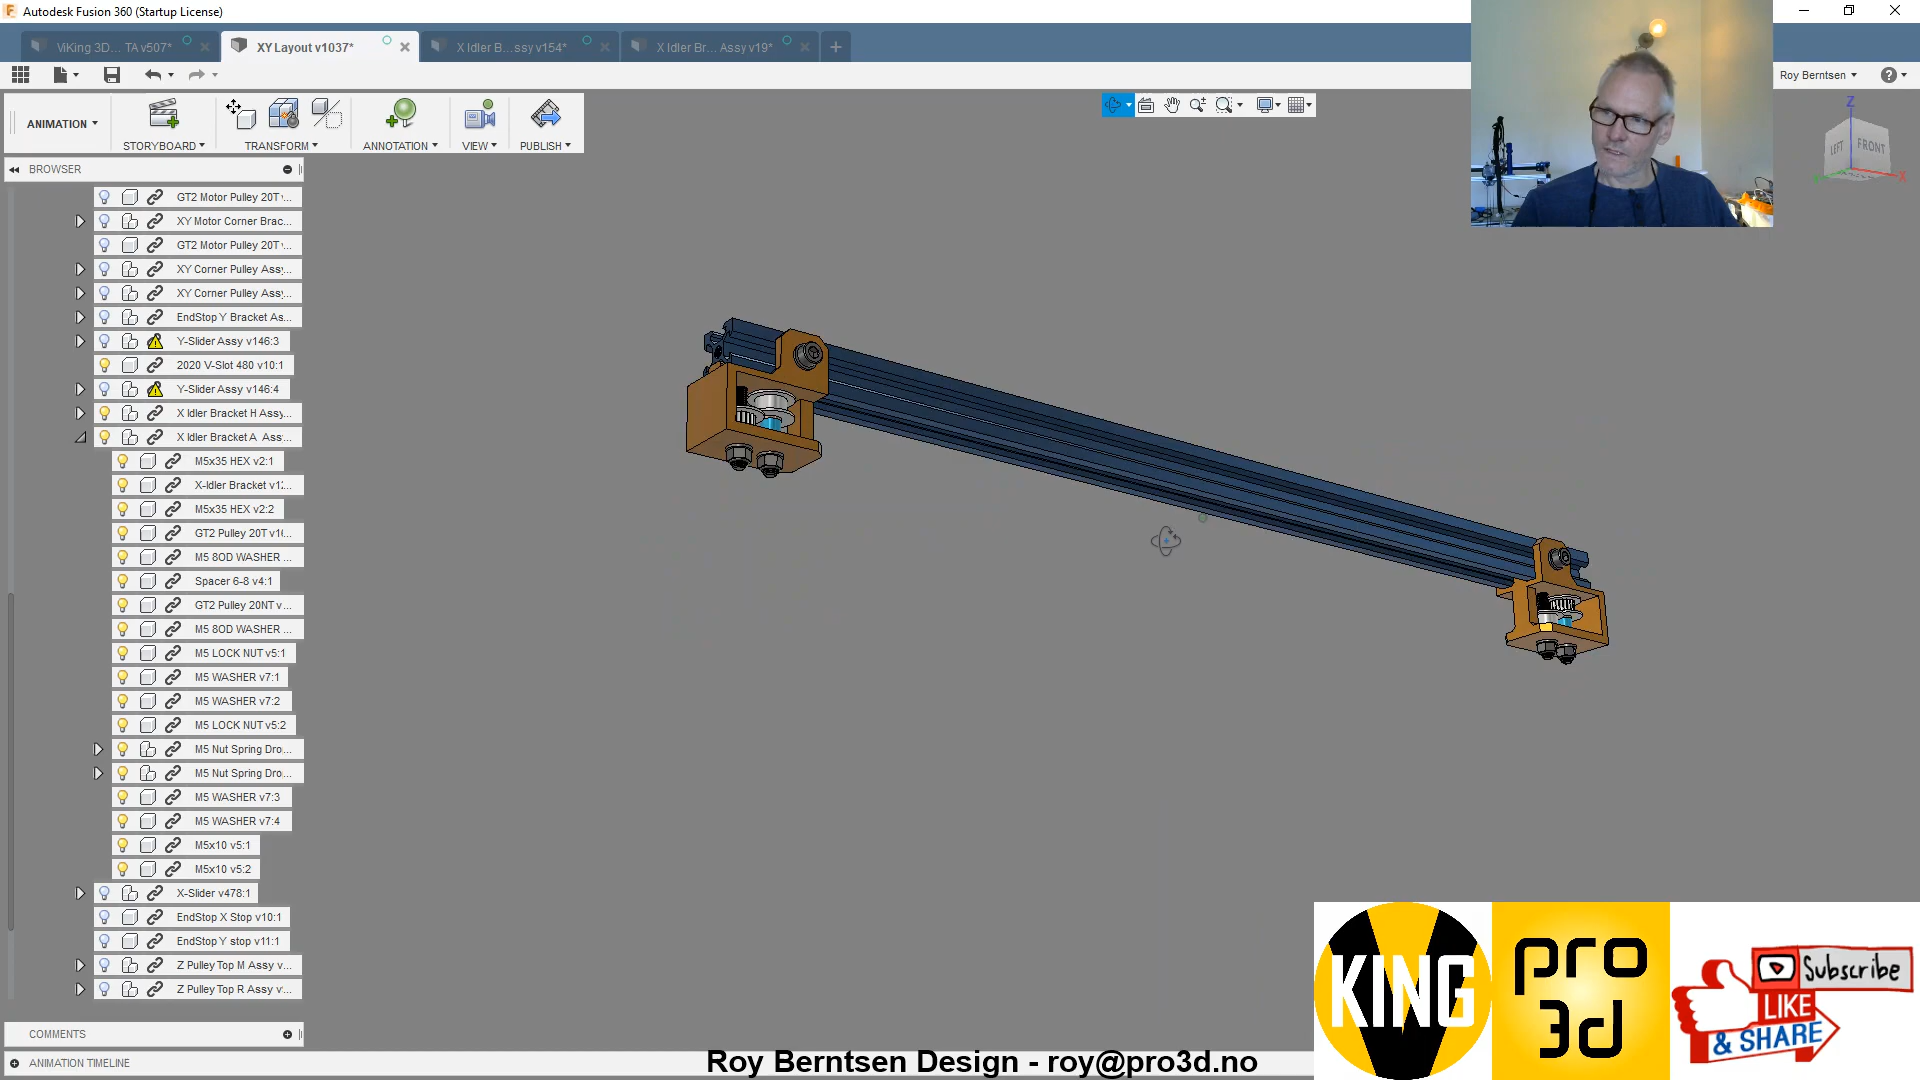 Autodesk Fusion 360 (Startup License)
ViKing 3D... TA v507*
XY Layout v1037*
X Idler B...ssy v154*
X Idler Br... Assy v19*
Roy Berntsen
ANIMATION
STORYBOARD
TRANSFORM
ANNOTATION
VIEW
PUBLISH
Z
LEFT
FRONT
X
BROWSER
GT2 Motor Pulley 20T v...
XY Motor Corner Brac...
GT2 Motor Pulley 20T v...
XY Corner Pulley Assy...
XY Corner Pulley Assy...
EndStop Y Bracket As...
Y-Slider Assy v146:3
2020 V-Slot 480 v10:1
Y-Slider Assy v146:4
X Idler Bracket H Assy...
X Idler Bracket A Ass...
M5x35 HEX v2:1
X-Idler Bracket v12...
M5x35 HEX v2:2
GT2 Pulley 20T v16...
M5 8OD WASHER ...
Spacer 6-8 v4:1
GT2 Pulley 20NT v...
M5 8OD WASHER ...
M5 LOCK NUT v5:1
M5 WASHER v7:1
M5 WASHER v7:2
M5 LOCK NUT v5:2
M5 Nut Spring Dro...
M5 Nut Spring Dro...
M5 WASHER v7:3
M5 WASHER v7:4
M5x10 v5:1
M5x10 v5:2
X-Slider v478:1
EndStop X Stop v10:1
EndStop Y stop v11:1
Z Pulley Top M Assy v...
Z Pulley Top R Assy v...
COMMENTS
ANIMATION TIMELINE
KING
pro
3d
Subscribe
LIKE
& SHARE
Roy Berntsen Design - roy@pro3d.no